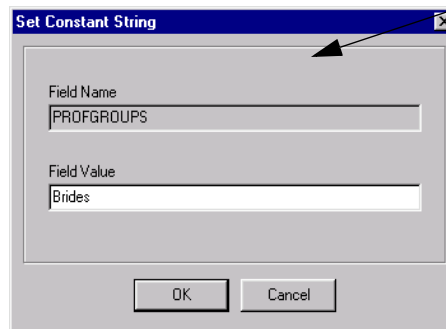 Set Constant String
Field Name
PROFGROUPS
Field Value
Brides
OK Cancel